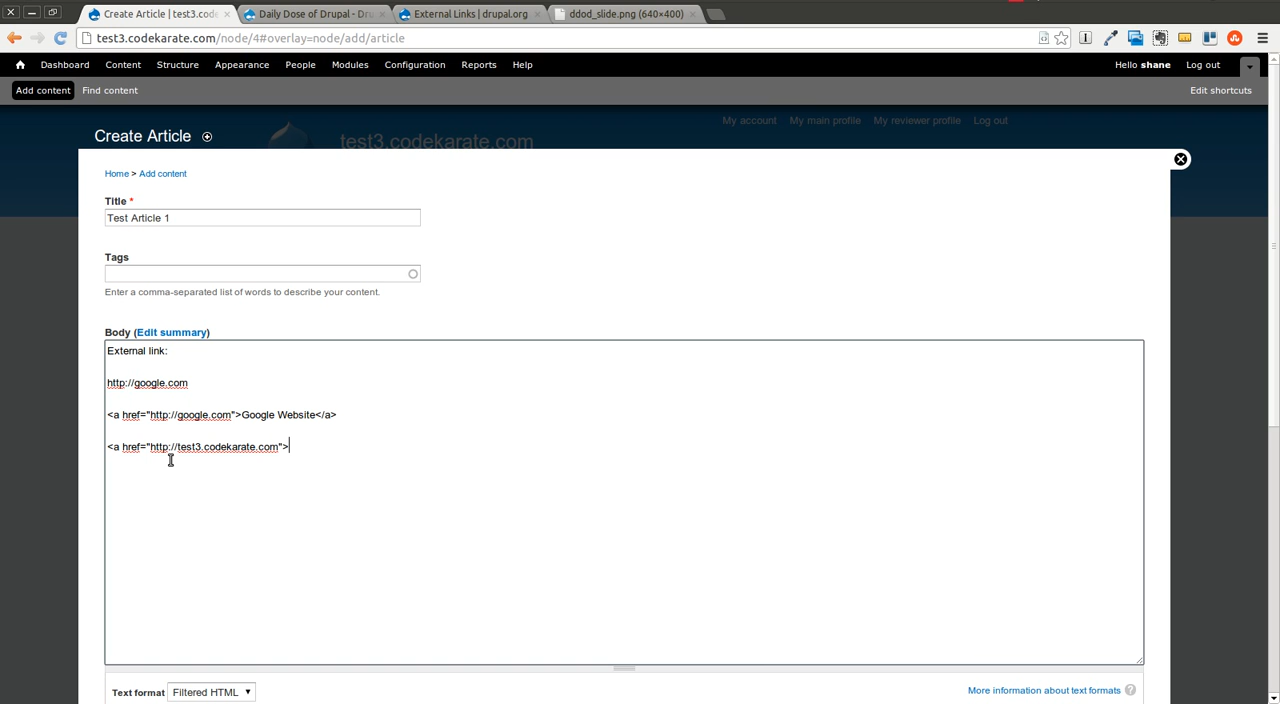 Create Article | test3.code
Daily Dose of Drupal - Dru
External Links | drupal.org
ddod_slide.png (640×400)
test3.codekarate.com/node/4#overlay=node/add/article
Dashboard Content Structure Appearance People Modules Configuration Reports Help
Hello shane Log out
Add content Find content
Edit shortcuts
My account My main profile My reviewer profile Log out
Create Article
test3.codekarate.com
Home > Add content
Title *
Test Article 1
Tags
Enter a comma-separated list of words to describe your content.
Body (Edit summary)
External link:
http://google.com
<a href="http://google.com">Google Website</a>
<a href="http://test3.codekarate.com">
Text format Filtered HTML
More information about text formats